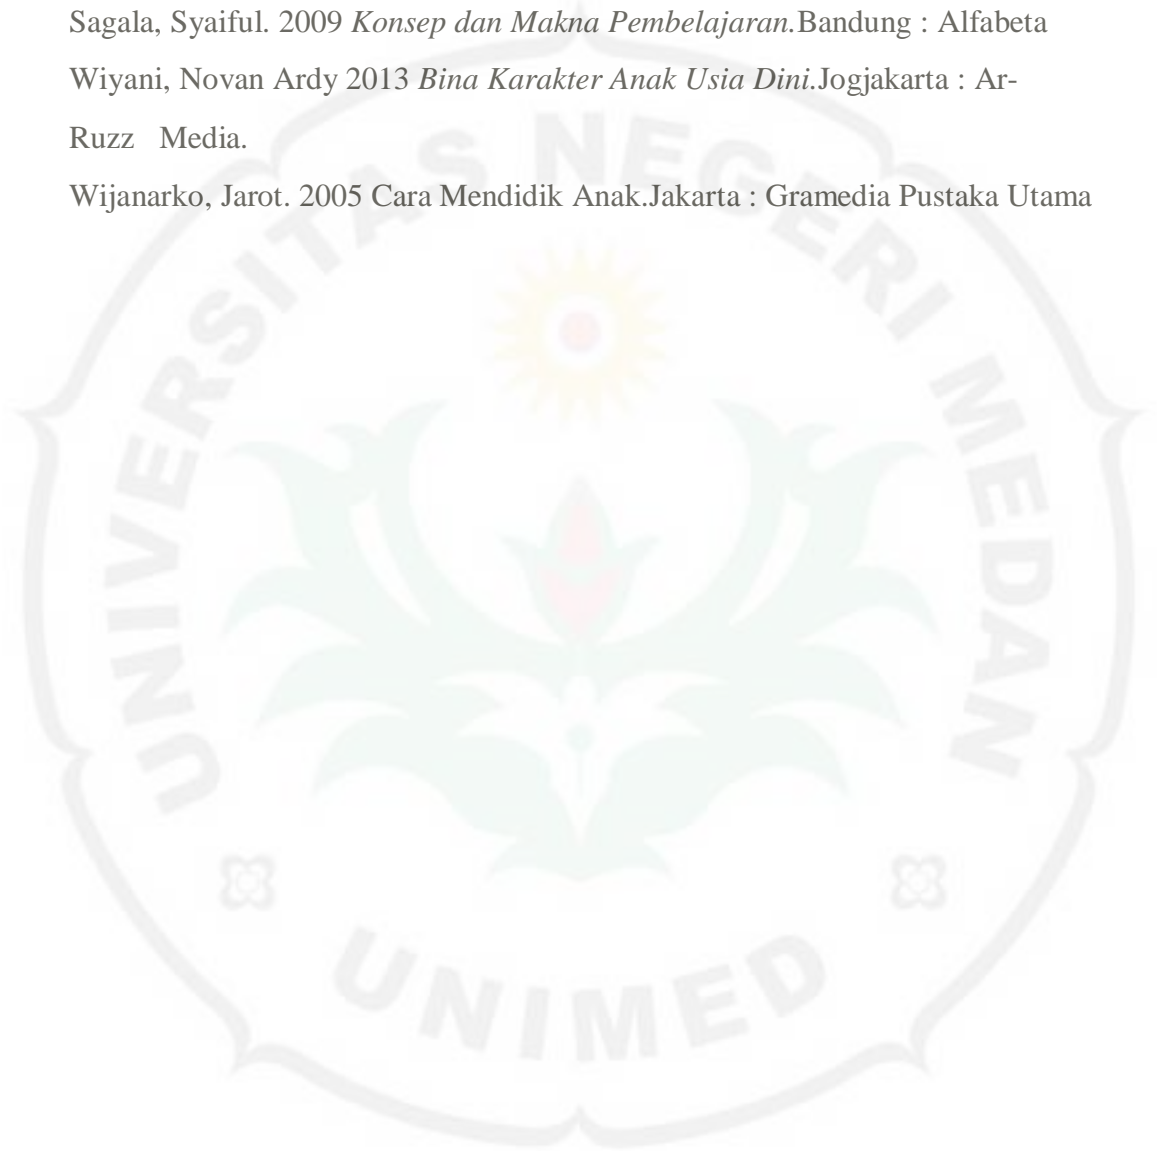 Sagala, Syaiful. 2009 Konsep dan Makna Pembelajaran.Bandung : Alfabeta
Wiyani, Novan Ardy 2013 Bina Karakter Anak Usia Dini.Jogjakarta : Ar-
Ruzz Media.
Wijanarko, Jarot. 2005 Cara Mendidik Anak.Jakarta : Gramedia Pustaka Utama
UNIVERSITAS NEGERI MEDAN
UNIMED